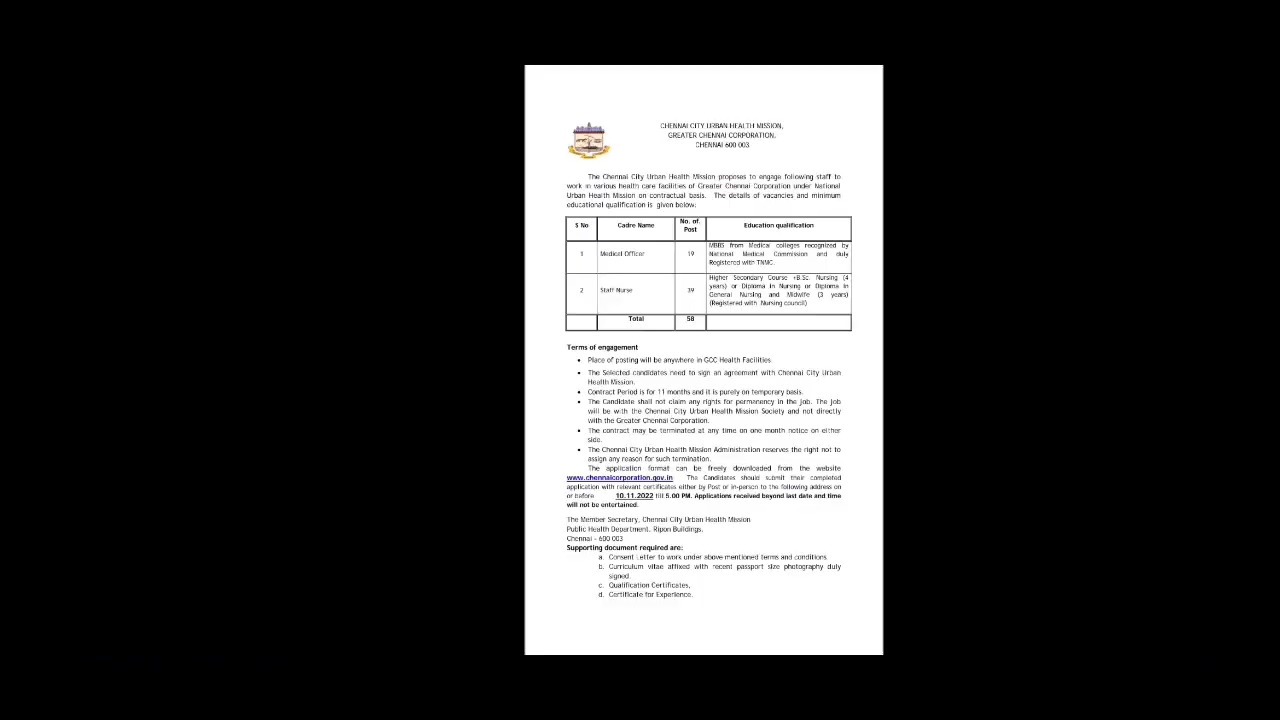 CHENNAI CITY URBAN HEALTH MISSION,
GREATER CHENNAI CORPORATION,
CHENNAI 600 003
The Chennai City Urban Health Mission proposes to engage following staff to
work in various health care facilities of Greater Chennai Corporation under National
Urban Health Mission on contractual basis. The details of vacancies and minimum
educational qualification is given below:
S No Cadre Name No. of. Post Education qualification
1 Medical Officer 19 MBBS from Medical colleges recognized by
National Medical Commission and duly
Registered with TNMC.
2 Staff Nurse 39 Higher Secondary Course +B.Sc. Nursing (4
years) or Diploma in Nursing or Diploma in
General Nursing and Midwife (3 years)
(Registered with Nursing council)
Total 58
Terms of engagement
• Place of posting will be anywhere in GCC Health Facilities
• The Selected candidates need to sign an agreement with Chennai City Urban
Health Mission.
• Contract Period is for 11 months and it is purely on temporary basis.
• The Candidate shall not claim any rights for permanency in the job. The job
will be with the Chennai City Urban Health Mission Society and not directly
with the Greater Chennai Corporation.
• The contract may be terminated at any time on one month notice on either
side.
• The Chennai City Urban Health Mission Administration reserves the right not to
assign any reason for such termination.
The application format can be freely downloaded from the website
www.chennaicorporation.gov.in The Candidates should submit their completed
application with relevant certificates either by Post or in-person to the following address on
or before 10.11.2022 till 5.00 PM. Applications received beyond last date and time
will not be entertained.
The Member Secretary, Chennai City Urban Health Mission
Public Health Department, Ripon Buildings,
Chennai - 600 003
Supporting document required are:
a. Consent Letter to work under above mentioned terms and conditions
b. Curriculum vitae affixed with recent passport size photography duly
signed.
c. Qualification Certificates,
d. Certificate for Experience.